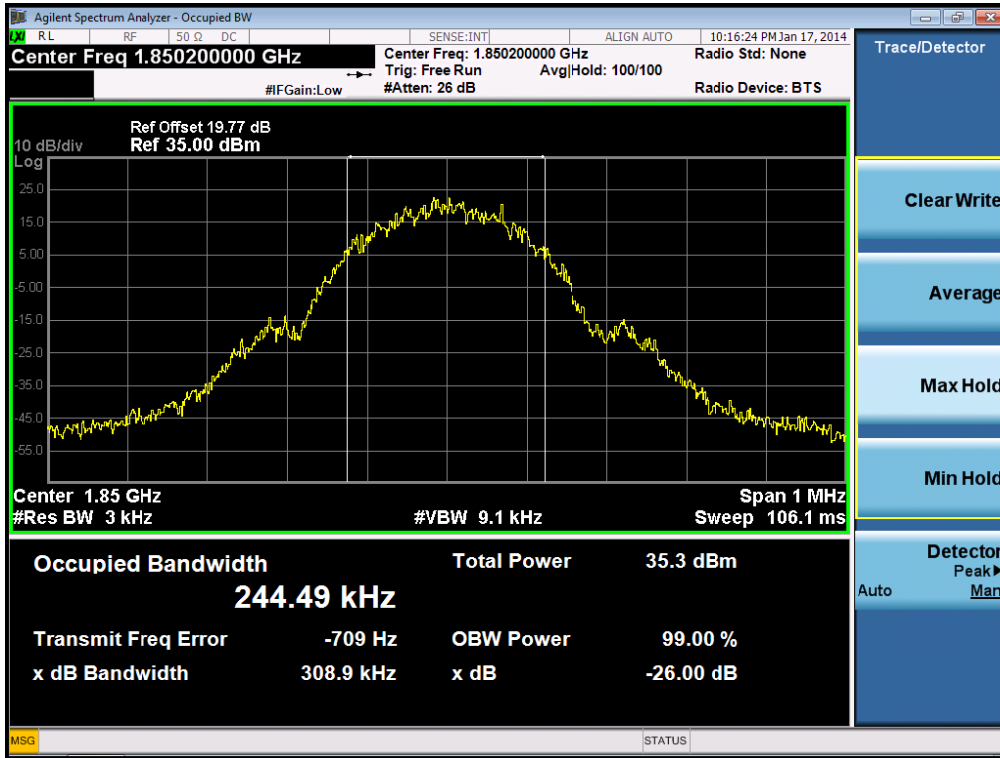 Agilent Spectrum Analyzer - Occupied BW
LXI RL RF 50 Ω DC SENSE:INT ALIGN AUTO 10:16:24 PM Jan 17, 2014
Center Freq 1.850200000 GHz
Center Freq: 1.850200000 GHz Radio Std: None
Trig: Free Run Avg|Hold: 100/100
#IFGain:Low #Atten: 26 dB Radio Device: BTS
Trace/Detector
Ref Offset 19.77 dB
10 dB/div Ref 35.00 dBm
Log
25.0
15.0
5.00
-5.00
-15.0
-25.0
-35.0
-45.0
-55.0
Center 1.85 GHz Span 1 MHz
#Res BW 3 kHz #VBW 9.1 kHz Sweep 106.1 ms
Occupied Bandwidth Total Power 35.3 dBm
244.49 kHz
Transmit Freq Error -709 Hz OBW Power 99.00 %
x dB Bandwidth 308.9 kHz x dB -26.00 dB
Clear Write
Average
Max Hold
Min Hold
Detector
Peak▶
Auto Man
MSG STATUS